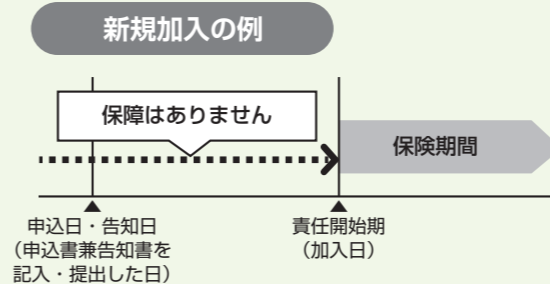 新規加入の例
保障はありません
保険期間
申込日・告知日
（申込書兼告知書を
記入・提出した日）
責任開始期
（加入日）